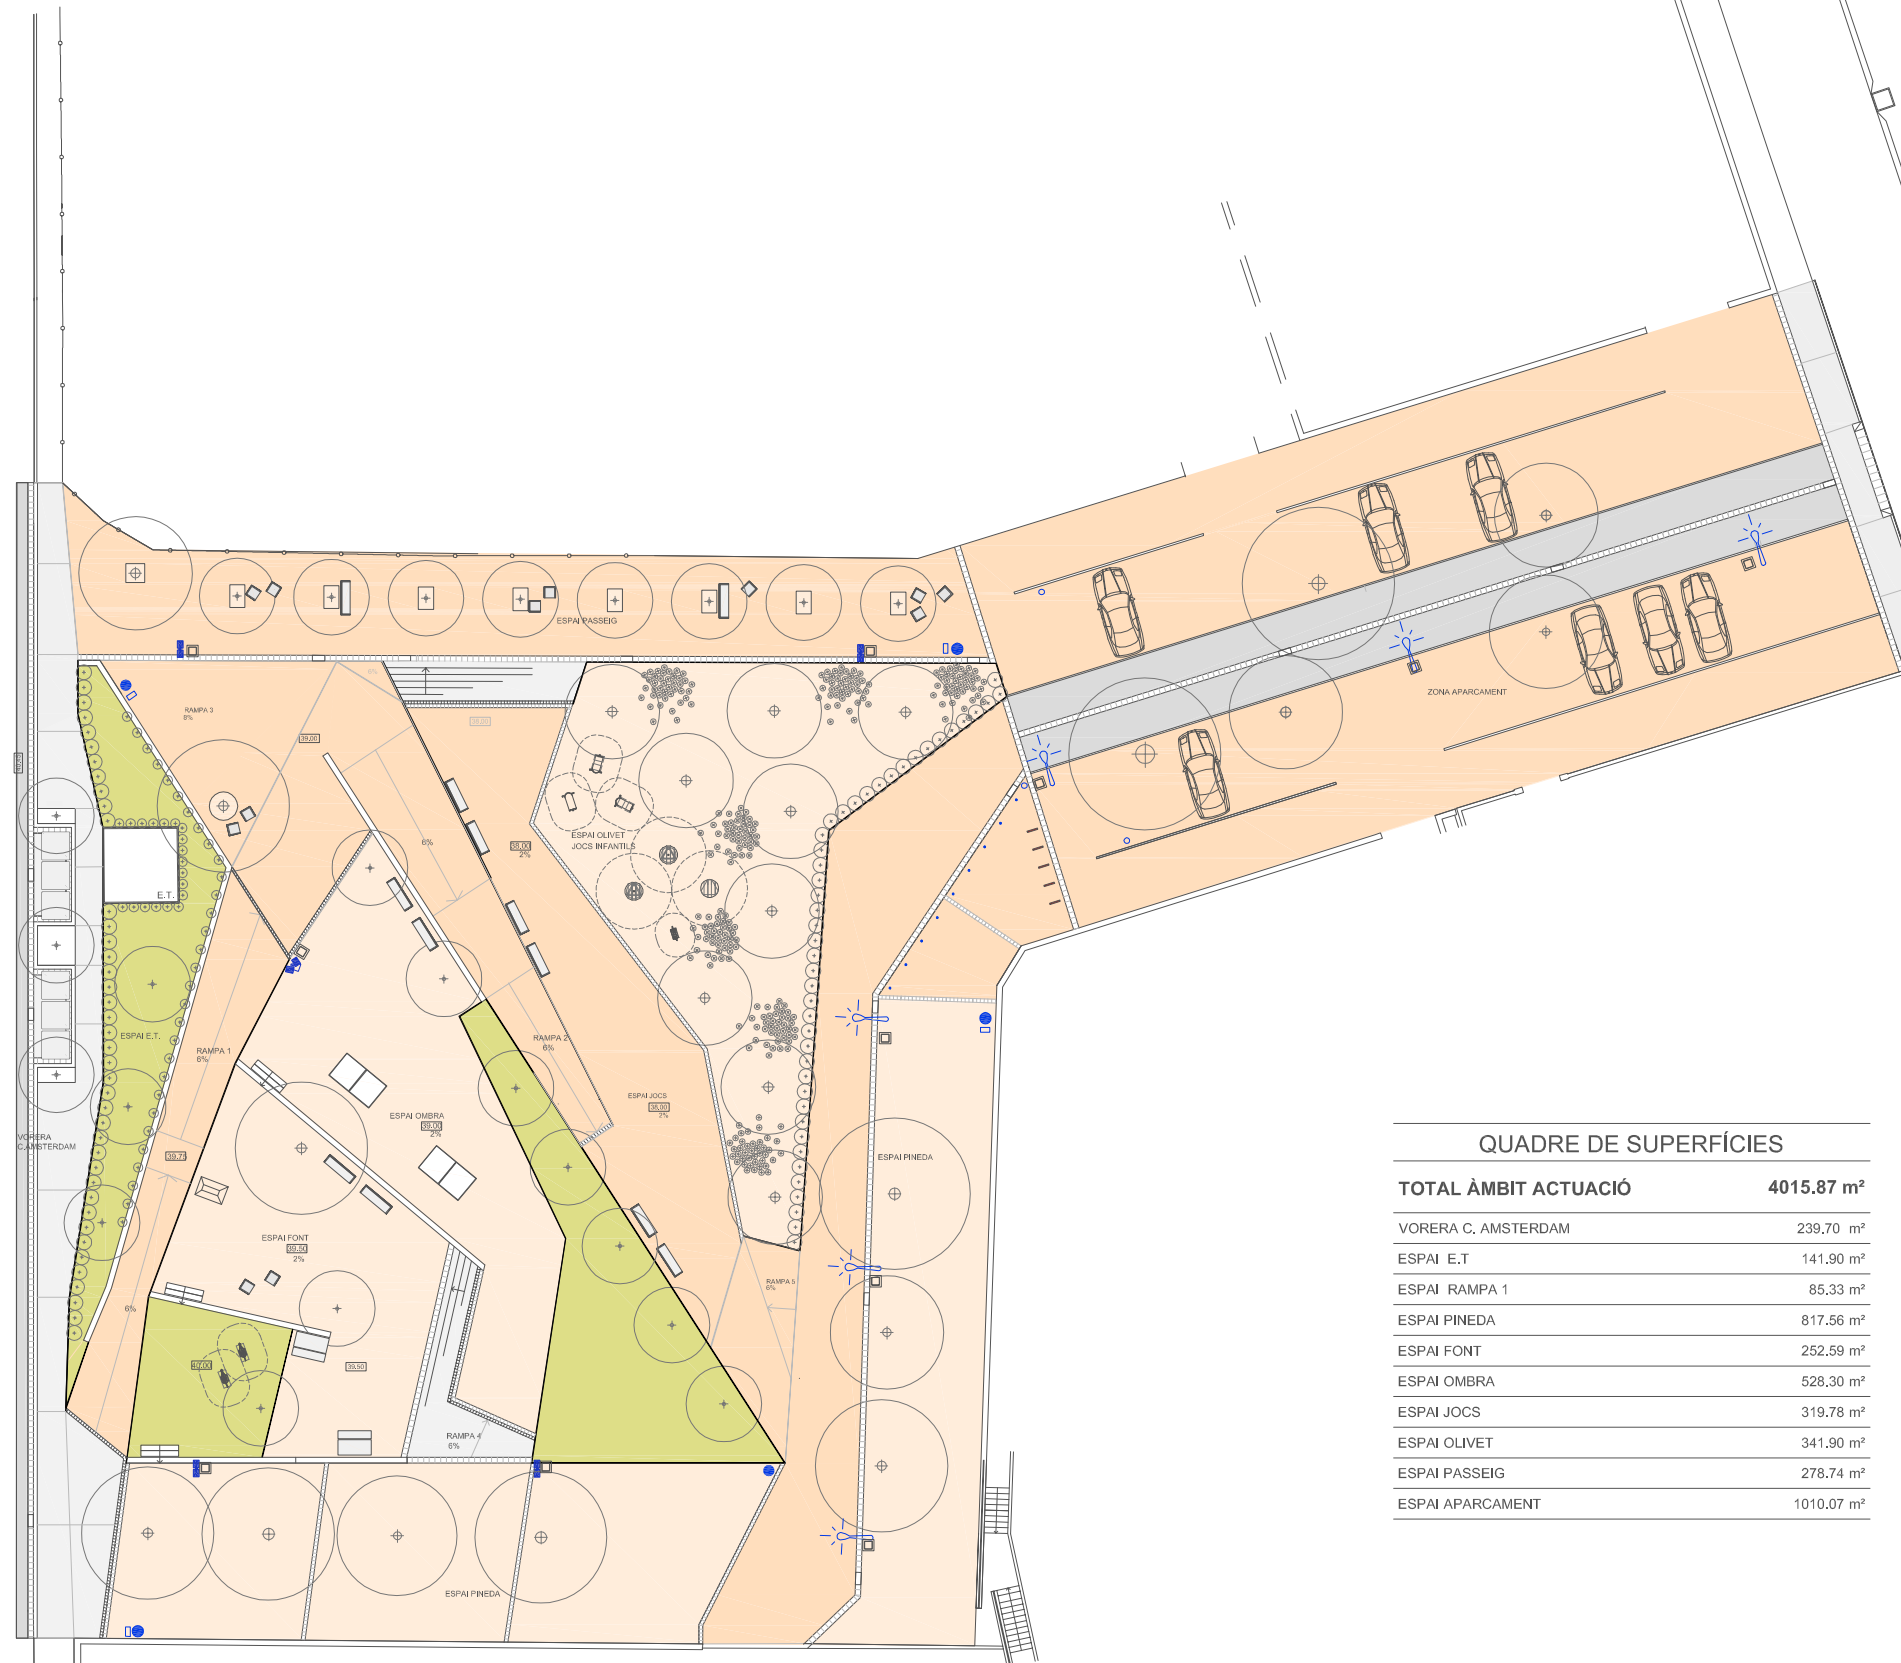 ESPAI PASSEIG
RAMPA 3
8%
39.00
38.00
ZONA APARCAMENT
6%
38.00
2%
ESPAI OLIVET
JOCS INFANTILS
E.T.
ESPAI E.T.
RAMPA 1
6%
RAMPA 2
6%
ESPAI JOCS
38.00
2%
ESPAI OMBRA
39.00
2%
VORERA
C.AMSTERDAM
39.75
ESPAI PINEDA
ESPAI FONT
39.50
2%
RAMPA 5
6%
6%
40.00
39.50
RAMPA 4
6%
ESPAI PINEDA
QUADRE DE SUPERFÍCIES
TOTAL ÀMBIT ACTUACIÓ 4015.87 m²
VORERA C. AMSTERDAM 239.70 m²
ESPAI E.T 141.90 m²
ESPAI RAMPA 1 85.33 m²
ESPAI PINEDA 817.56 m²
ESPAI FONT 252.59 m²
ESPAI OMBRA 528.30 m²
ESPAI JOCS 319.78 m²
ESPAI OLIVET 341.90 m²
ESPAI PASSEIG 278.74 m²
ESPAI APARCAMENT 1010.07 m²